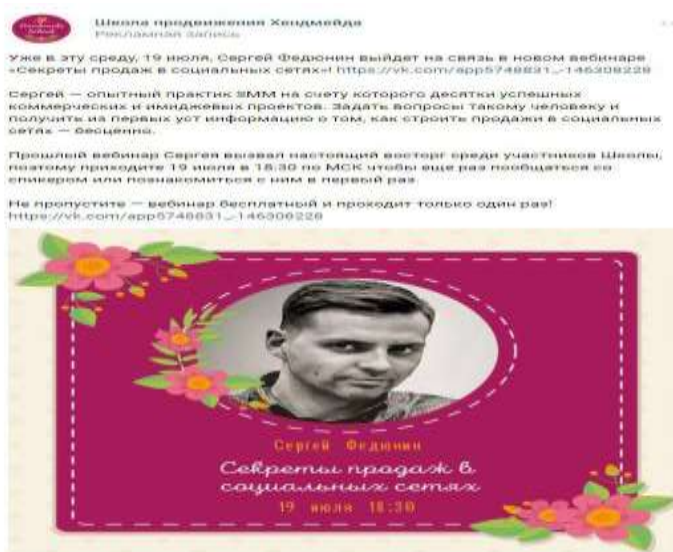 Handmade
School
Школа продвижения Хендмейда
Рекламная запись
Уже в эту среду, 19 июля, Сергей Федюнин выйдет на связь в новом вебинаре
«Секреты продаж в социальных сетях»! https://vk.com/app5748831_-146308228
Сергей — опытный практик SMM на счету которого десятки успешных
коммерческих и имиджевых проектов. Задать вопросы такому человеку и
получить из первых уст информацию о том, как строить продажи в социальных
сетях — бесценно.
Прошлый вебинар Сергея вызвал настоящий восторг среди участников Школы,
поэтому приходите 19 июля в 18:30 по МСК чтобы еще раз пообщаться со
спикером или познакомиться с ним в первый раз.
Не пропустите — вебинар бесплатный и проходит только один раз!
https://vk.com/app5748831_-146308228
Сергей Федюнин
Секреты продаж в
социальных сетях
19 июля 18:30